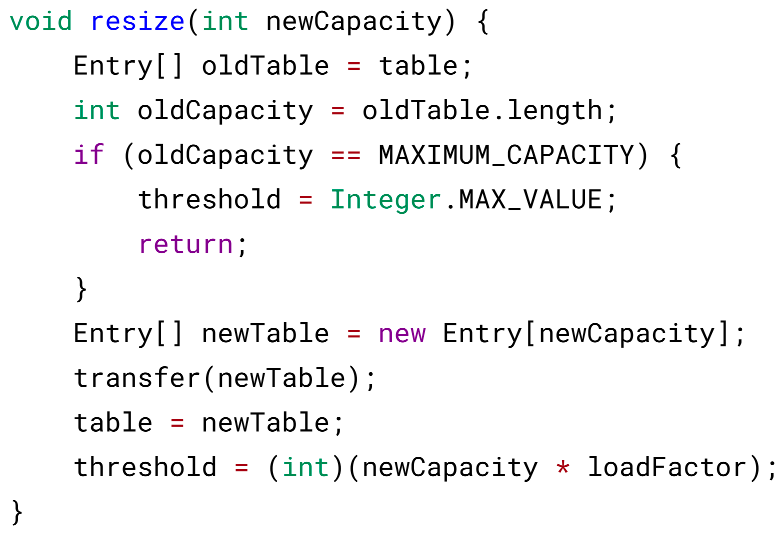 void resize(int newCapacity) {
    Entry[] oldTable = table;
    int oldCapacity = oldTable.length;
    if (oldCapacity == MAXIMUM_CAPACITY) {
        threshold = Integer.MAX_VALUE;
        return;
    }
    Entry[] newTable = new Entry[newCapacity];
    transfer(newTable);
    table = newTable;
    threshold = (int)(newCapacity * loadFactor);
}